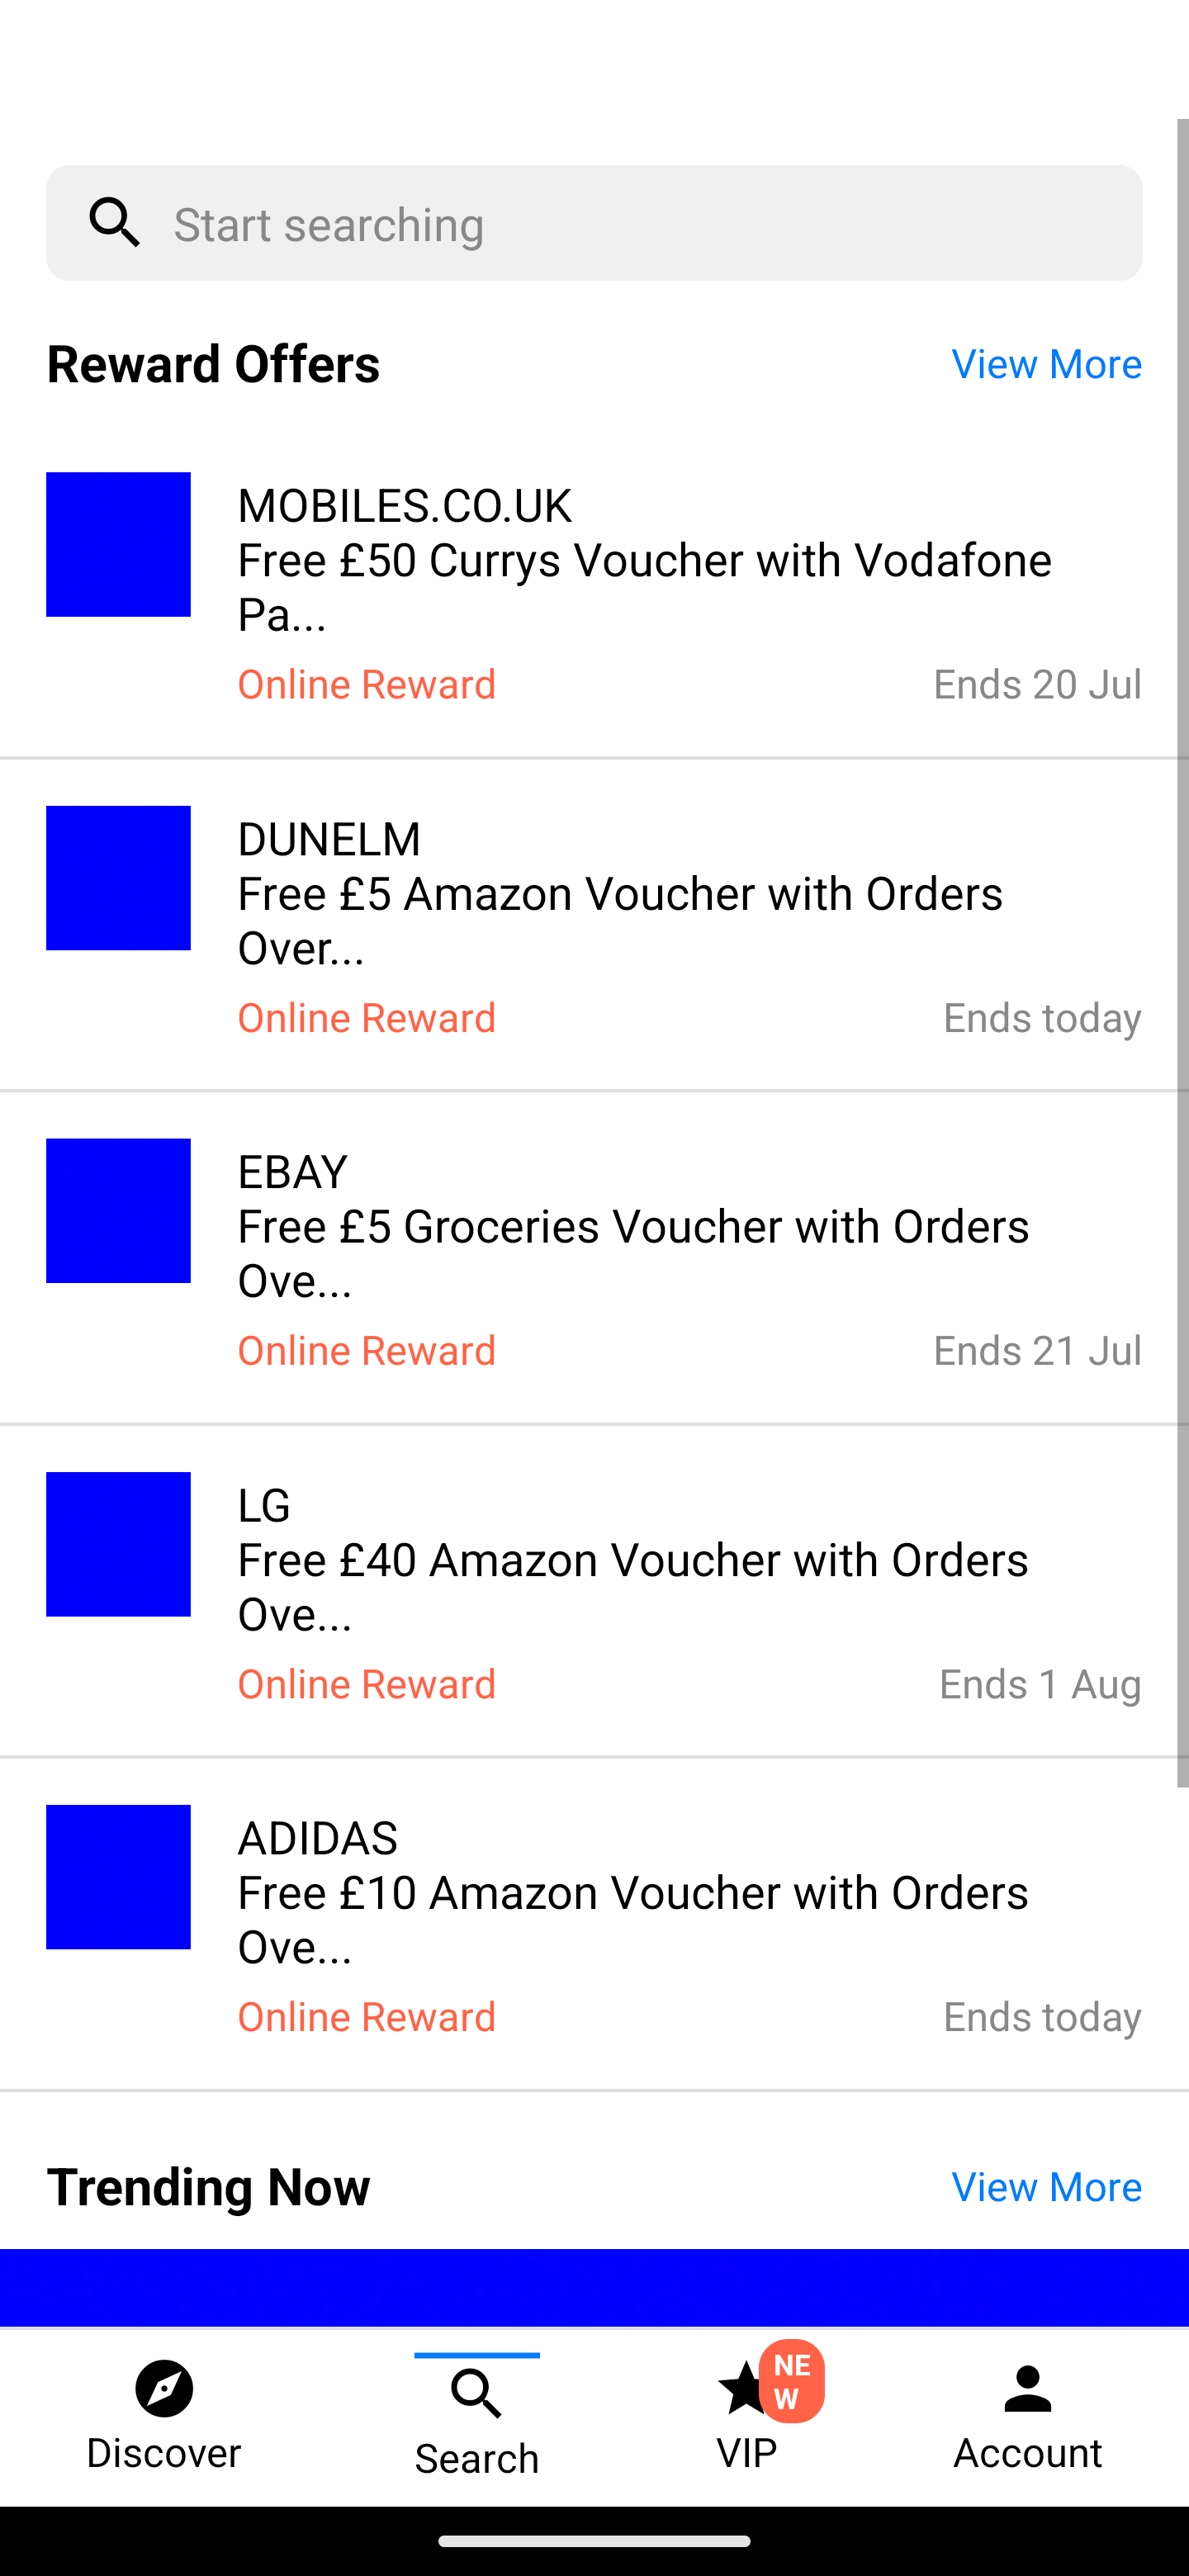 Start searching
Reward Offers
View More
MOBILES.CO.UK
Free £50 Currys Voucher with Vodafone
Pa...
Online Reward
Ends 20 Jul
DUNELM
Free £5 Amazon Voucher with Orders
Over...
Online Reward
Ends today
EBAY
Free £5 Groceries Voucher with Orders
Ove...
Online Reward
Ends 21 Jul
LG
Free £40 Amazon Voucher with Orders
Ove...
Online Reward
Ends 1 Aug
ADIDAS
Free £10 Amazon Voucher with Orders
Ove...
Online Reward
Ends today
Trending Now
View More
NE
W
Discover
Search
VIP
Account